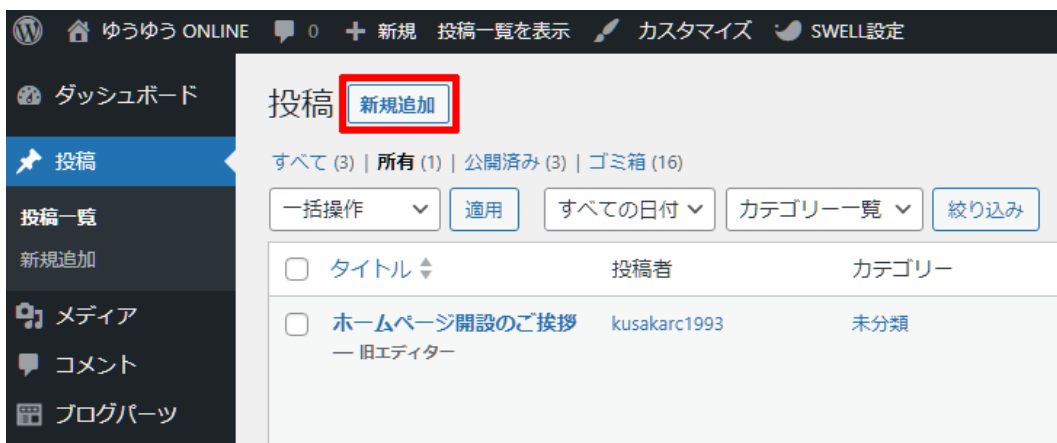 ゆうゆう ONLINE 0 新規 投稿一覧を表示 カスタマイズ SWELL設定
ダッシュボード
投稿
投稿一覧
新規追加
メディア
コメント
ブログパーツ
投稿 新規追加
すべて (3) | 所有 (1) | 公開済み (3) | ゴミ箱 (16)
一括操作 適用 すべての日付 カテゴリー一覧 絞り込み
タイトル 投稿者 カテゴリー
ホームページ開設のご挨拶 kusakarc1993 未分類
— 旧エディター